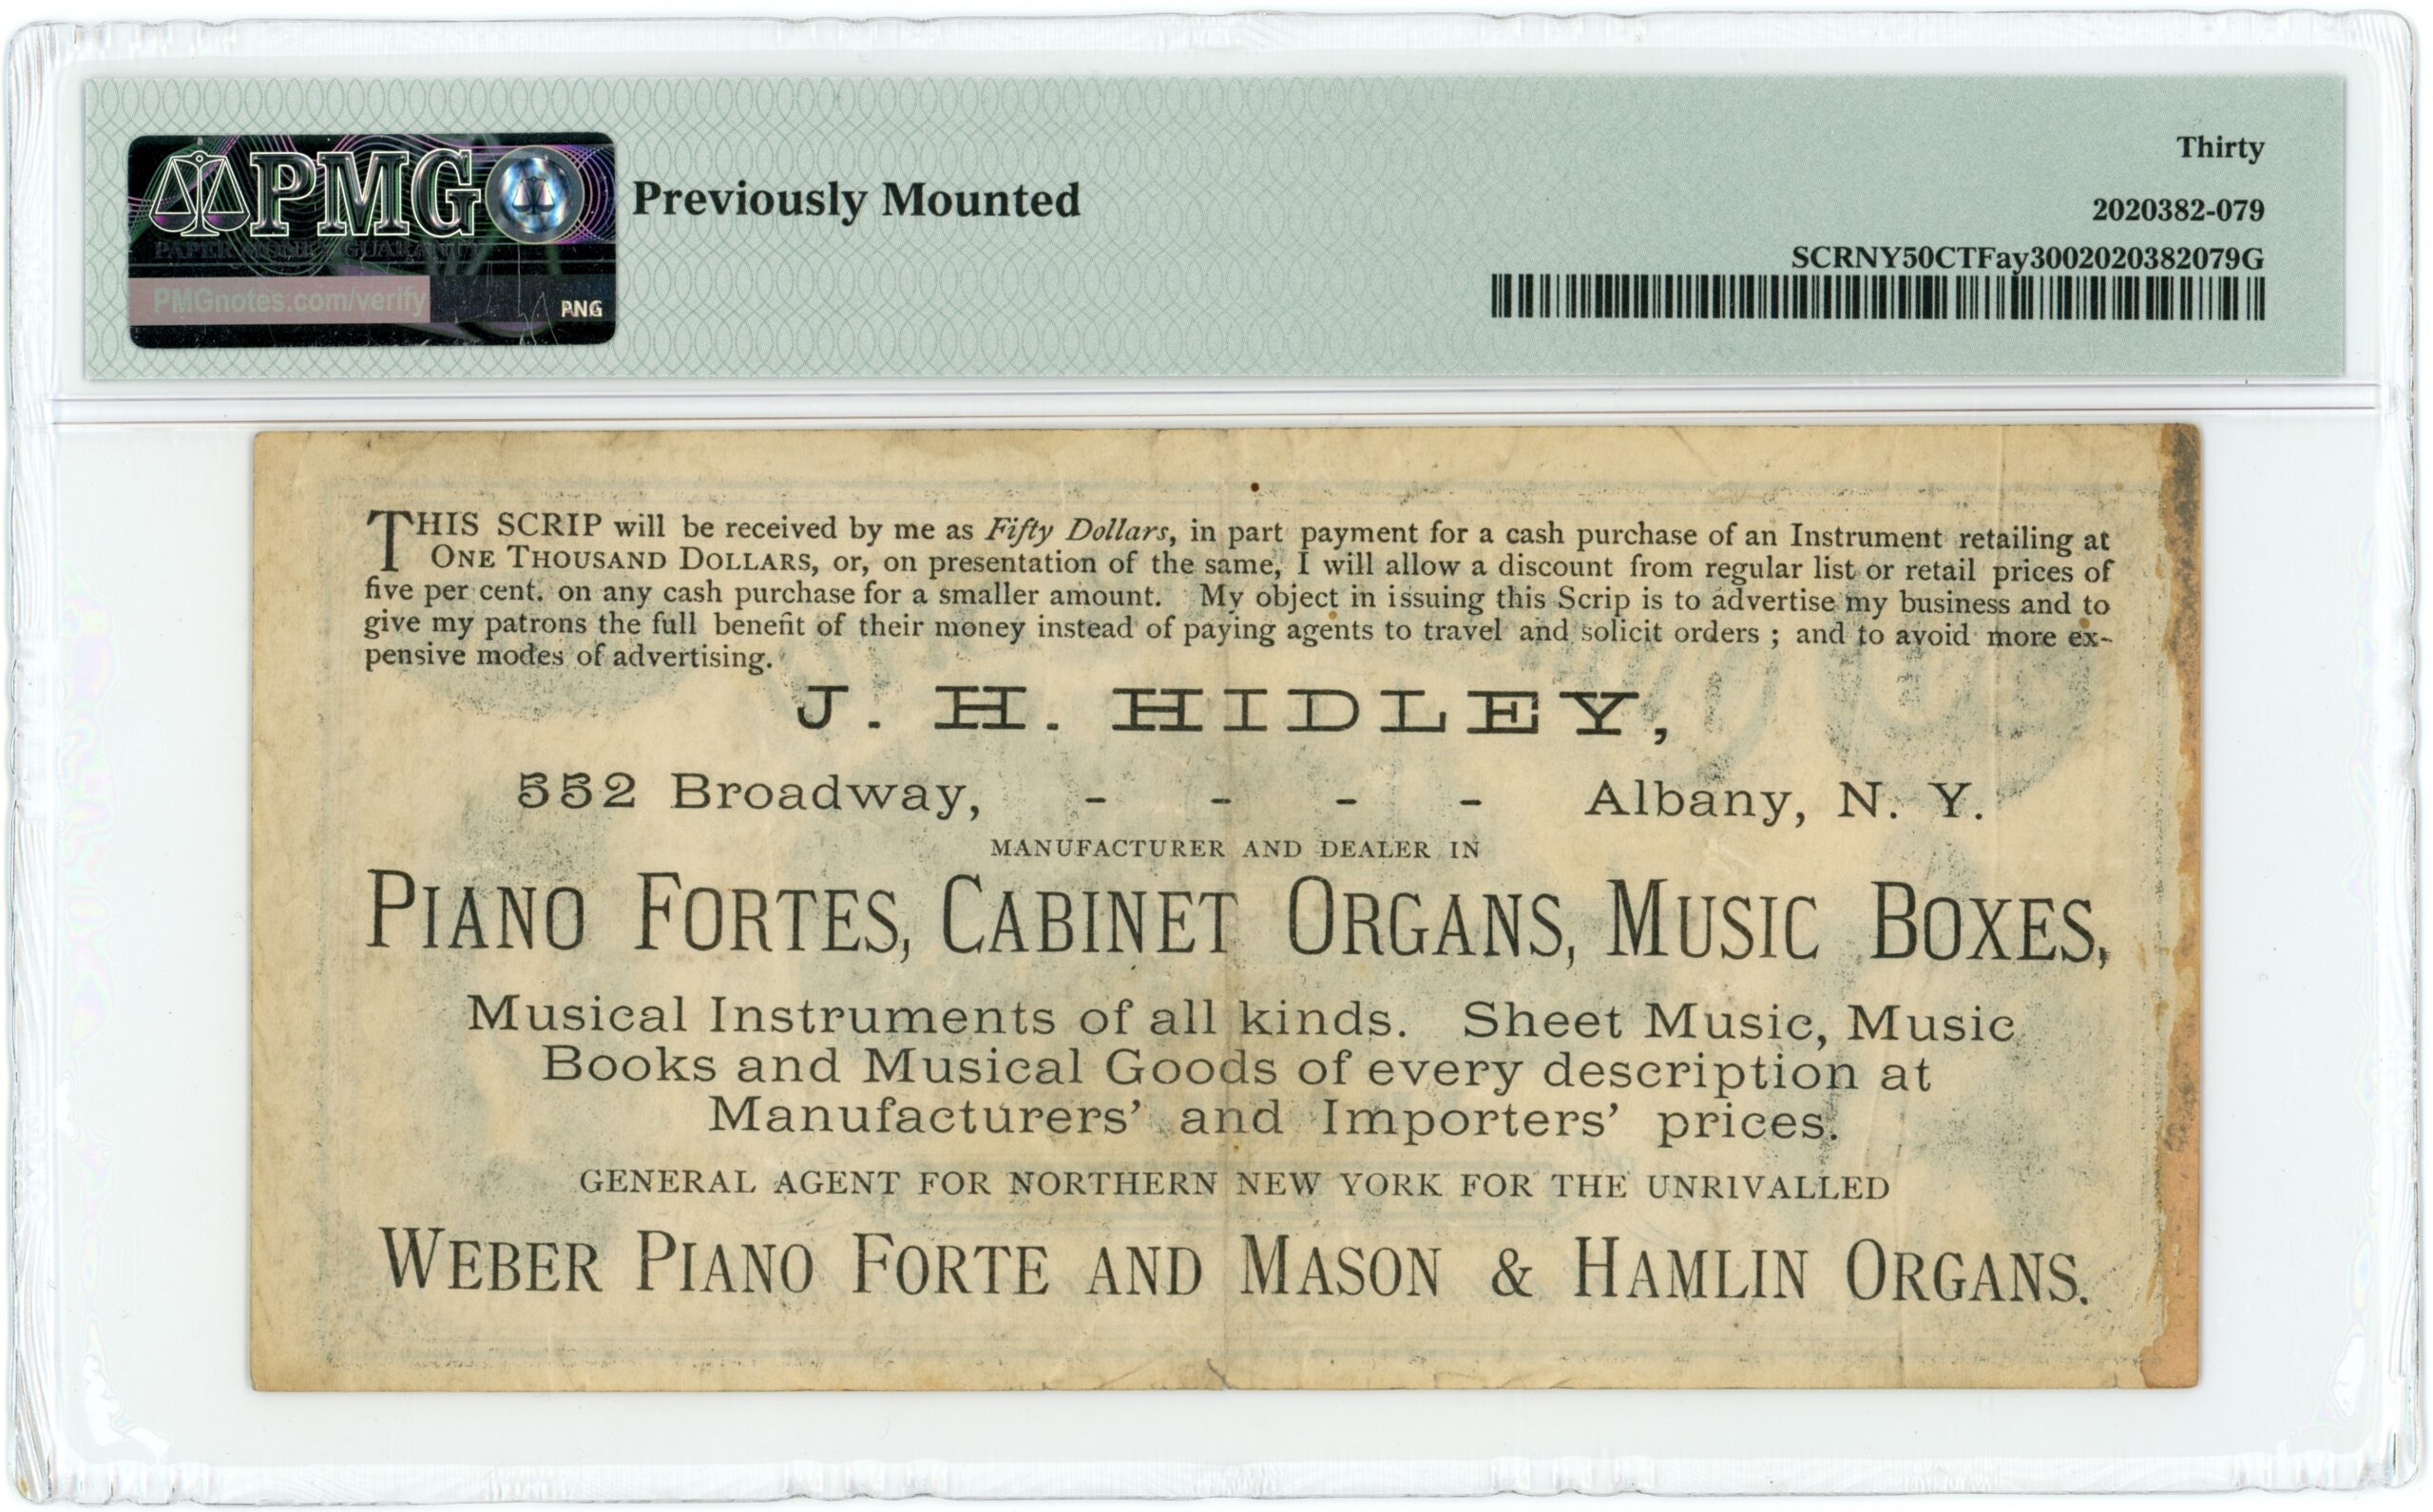 PMG
PAPER MONEY GUARANTY
PMGnotes.com/verify
PNG
Previously Mounted
Thirty
2020382-079
SCRNY50CTFay3002020382079G
THIS SCRIP will be received by me as Fifty Dollars, in part payment for a cash purchase of an Instrument retailing at
ONE THOUSAND DOLLARS, or, on presentation of the same, I will allow a discount from regular list or retail prices of
five per cent. on any cash purchase for a smaller amount. My object in issuing this Scrip is to advertise my business and to
give my patrons the full benefit of their money instead of paying agents to travel and solicit orders ; and to avoid more ex-
pensive modes of advertising.
J. H. HIDLEY,
552 Broadway, - - - - Albany, N. Y.
MANUFACTURER AND DEALER IN
PIANO FORTES, CABINET ORGANS, MUSIC BOXES,
Musical Instruments of all kinds. Sheet Music, Music
Books and Musical Goods of every description at
Manufacturers' and Importers' prices.
GENERAL AGENT FOR NORTHERN NEW YORK FOR THE UNRIVALLED
WEBER PIANO FORTE AND MASON & HAMLIN ORGANS.